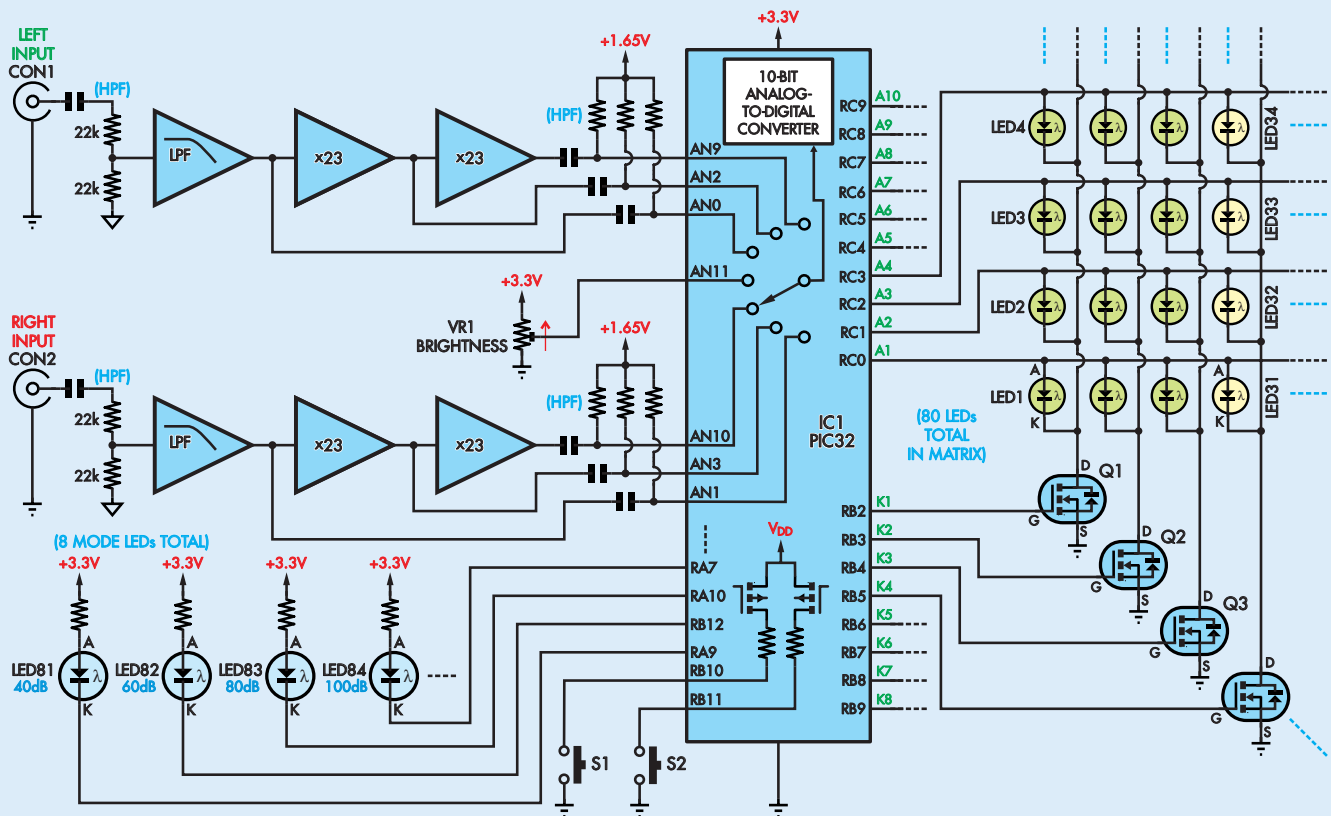 LEFT
INPUT
CON1
(HPF)
22k
22k
LPF
x23
x23
(HPF)
+1.65V
+3.3V
10-BIT
ANALOG-
TO-DIGITAL
CONVERTER
AN9
AN2
AN0
AN11
+3.3V
VR1
BRIGHTNESS
RIGHT
INPUT
CON2
(HPF)
22k
22k
LPF
x23
x23
(HPF)
+1.65V
AN10
AN3
AN1
IC1
PIC32
RC9
RC8
RC7
RC6
RC5
RC4
RC3
RC2
RC1
RC0
A10
A9
A8
A7
A6
A5
A4
A3
A2
A1
LED4
λ
λ
λ
λ
LED34
LED3
λ
λ
λ
λ
LED33
LED2
λ
λ
λ
λ
LED32
A
A
LED1
λ
λ
λ
λ
LED31
K
K
(80 LEDs
TOTAL
IN MATRIX)
RB2
RB3
RB4
RB5
RB6
RB7
RB8
RB9
K1
K2
K3
K4
K5
K6
K7
K8
D
Q1
G
S
D
Q2
G
S
D
Q3
G
S
D
G
S
VDD
RA7
RA10
RB12
RA9
RB10
RB11
(8 MODE LEDs TOTAL)
+3.3V
+3.3V
+3.3V
+3.3V
A
A
A
A
LED81
40dB
λ
LED82
60dB
λ
LED83
80dB
λ
LED84
100dB
λ
K
K
K
K
S1
S2